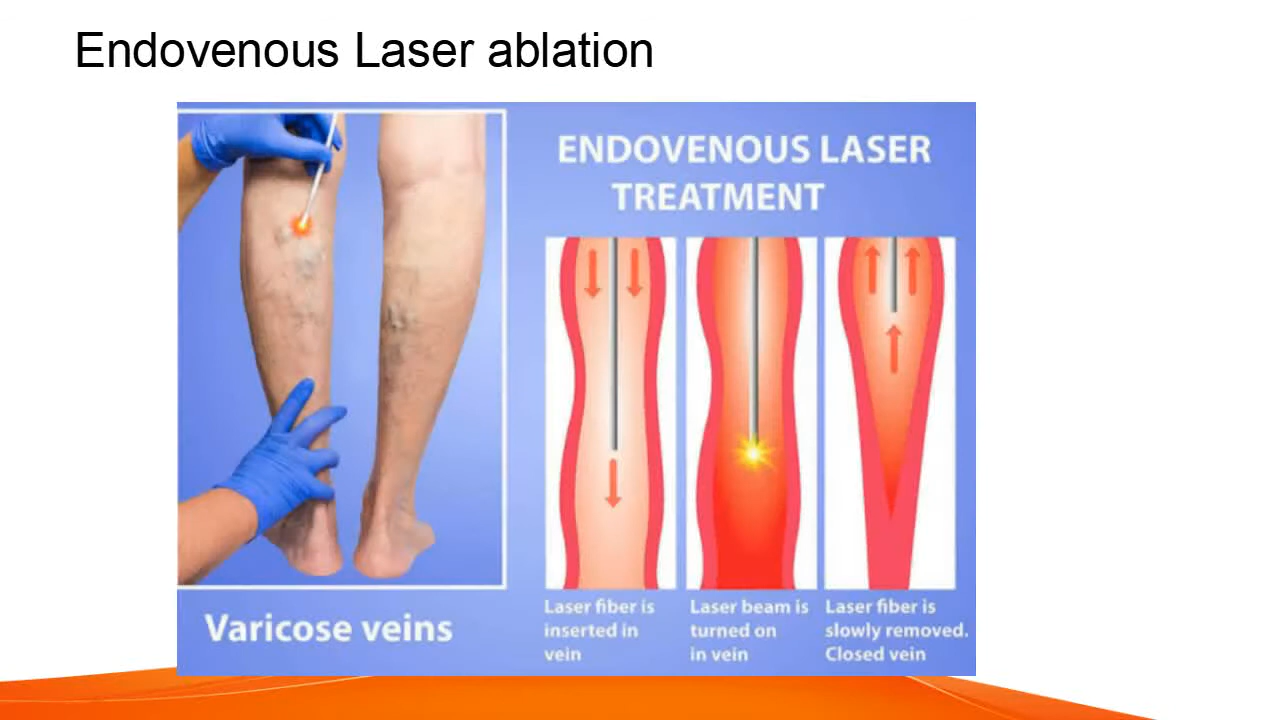 Endovenous Laser ablation
ENDOVENOUS LASER
TREATMENT
Varicose veins
Laser fiber is
inserted in
vein
Laser beam is
turned on
in vein
Laser fiber is
slowly removed.
Closed vein